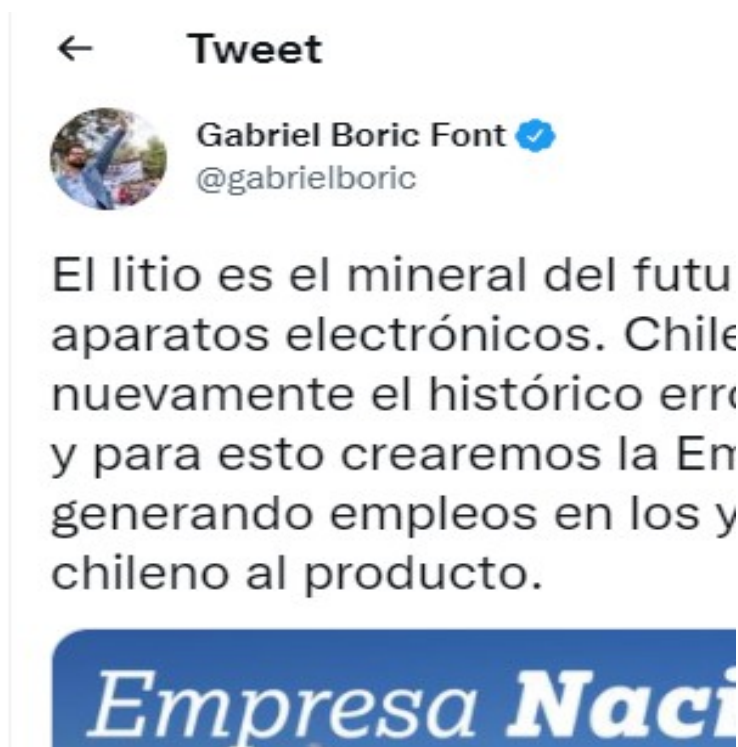 Tweet
Gabriel Boric Font
@gabrielboric
El litio es el mineral del futu
aparatos electrónicos. Chile
nuevamente el histórico erro
y para esto crearemos la Em
generando empleos en los y
chileno al producto.
Empresa Naci